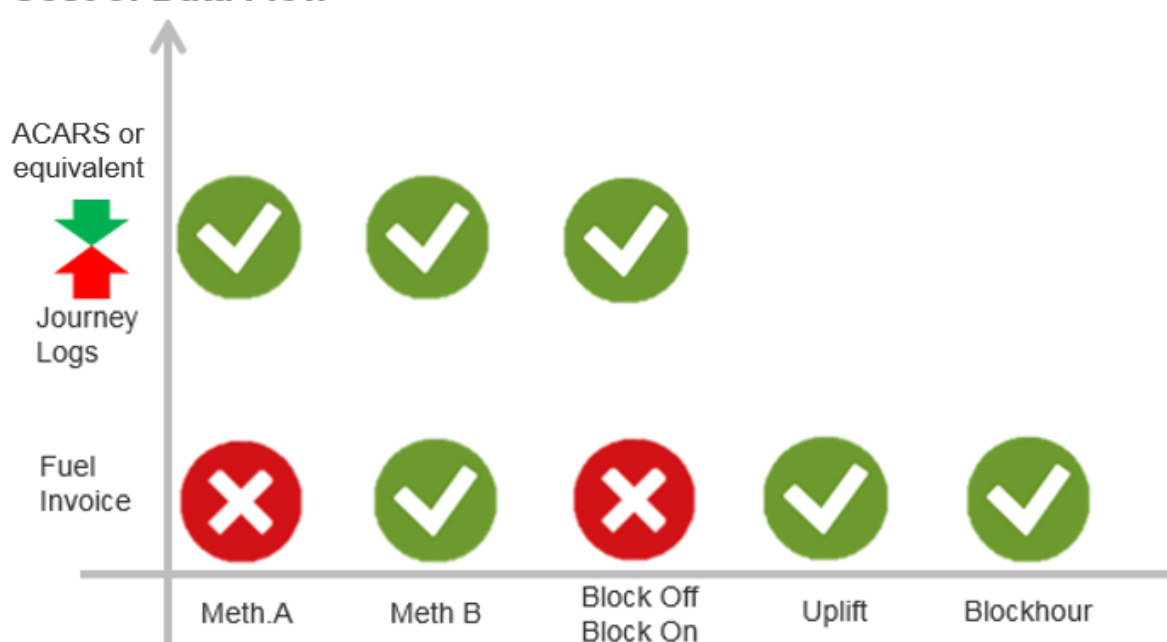 ACARS or
equivalent
Journey
Logs
Fuel
Invoice
Meth.A
Meth B
Block Off
Block On
Uplift
Blockhour